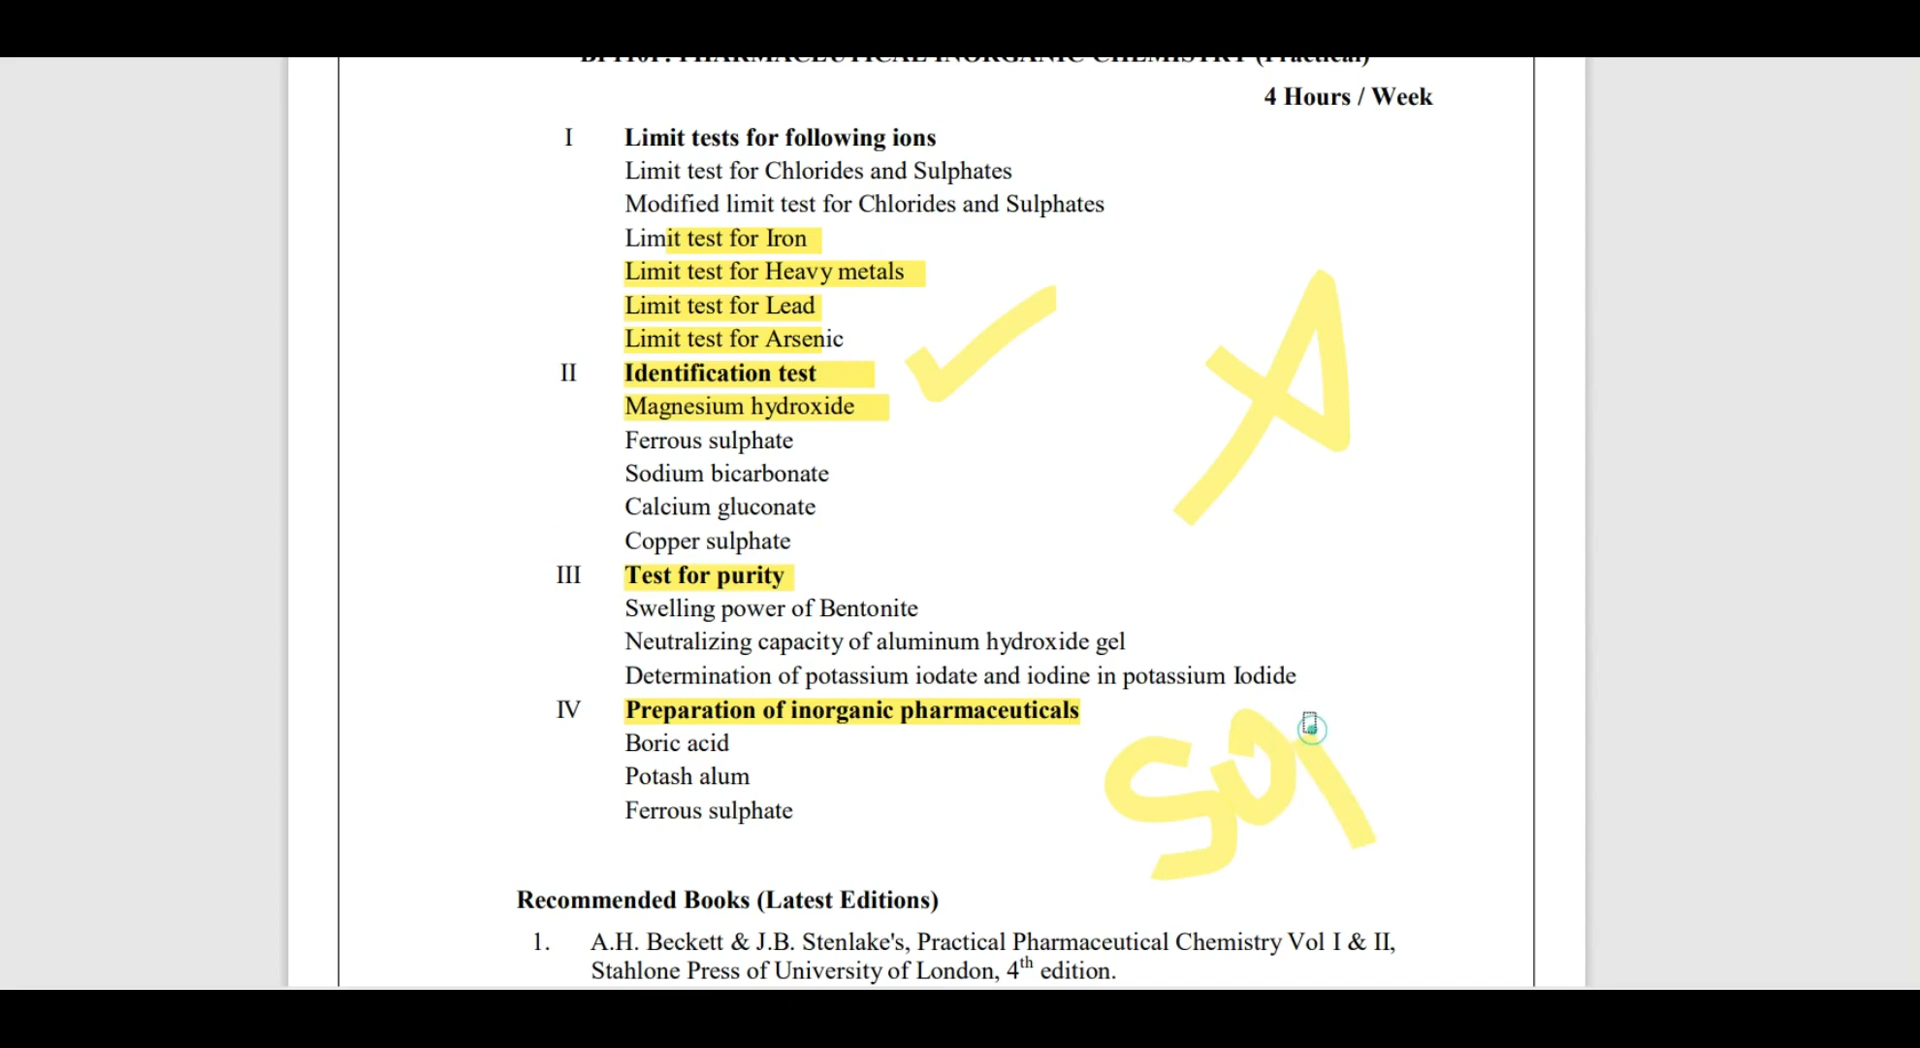 4 Hours / Week
I Limit tests for following ions
Limit test for Chlorides and Sulphates
Modified limit test for Chlorides and Sulphates
Limit test for Iron
Limit test for Heavy metals
Limit test for Lead
Limit test for Arsenic
II Identification test
Magnesium hydroxide
Ferrous sulphate
Sodium bicarbonate
Calcium gluconate
Copper sulphate
III Test for purity
Swelling power of Bentonite
Neutralizing capacity of aluminum hydroxide gel
Determination of potassium iodate and iodine in potassium Iodide
IV Preparation of inorganic pharmaceuticals
Boric acid
Potash alum
Ferrous sulphate
Recommended Books (Latest Editions)
1. A.H. Beckett & J.B. Stenlake's, Practical Pharmaceutical Chemistry Vol I & II,
Stahlone Press of University of London, 4th edition.